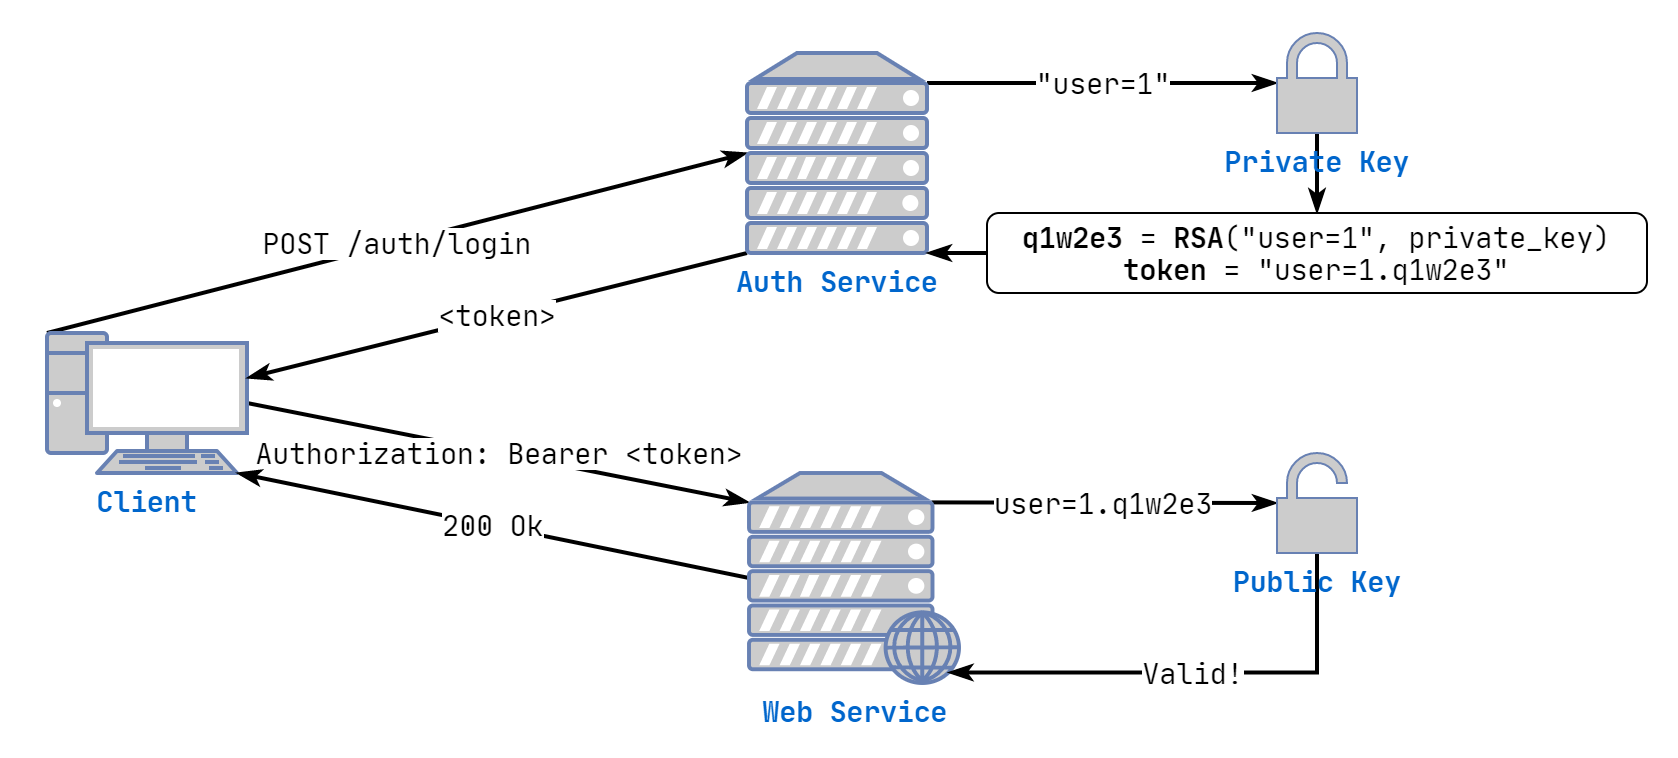 "user=1"
Private Key
POST /auth/login
q1w2e3 = RSA("user=1", private_key)
token = "user=1.q1w2e3"
Auth Service
<token>
Authorization: Bearer <token>
Client
user=1.q1w2e3
200 Ok
Public Key
Valid!
Web Service